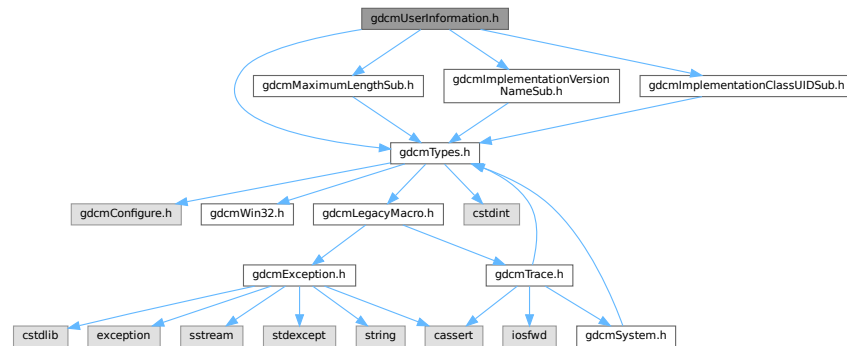 gdcmUserInformation.h
gdcmMaximumLengthSub.h
gdcmImplementationVersion
NameSub.h
gdcmImplementationClassUIDSub.h
gdcmTypes.h
gdcmConfigure.h
gdcmWin32.h
gdcmLegacyMacro.h
cstdint
gdcmException.h
gdcmTrace.h
cstdlib
exception
sstream
stdexcept
string
cassert
iosfwd
gdcmSystem.h